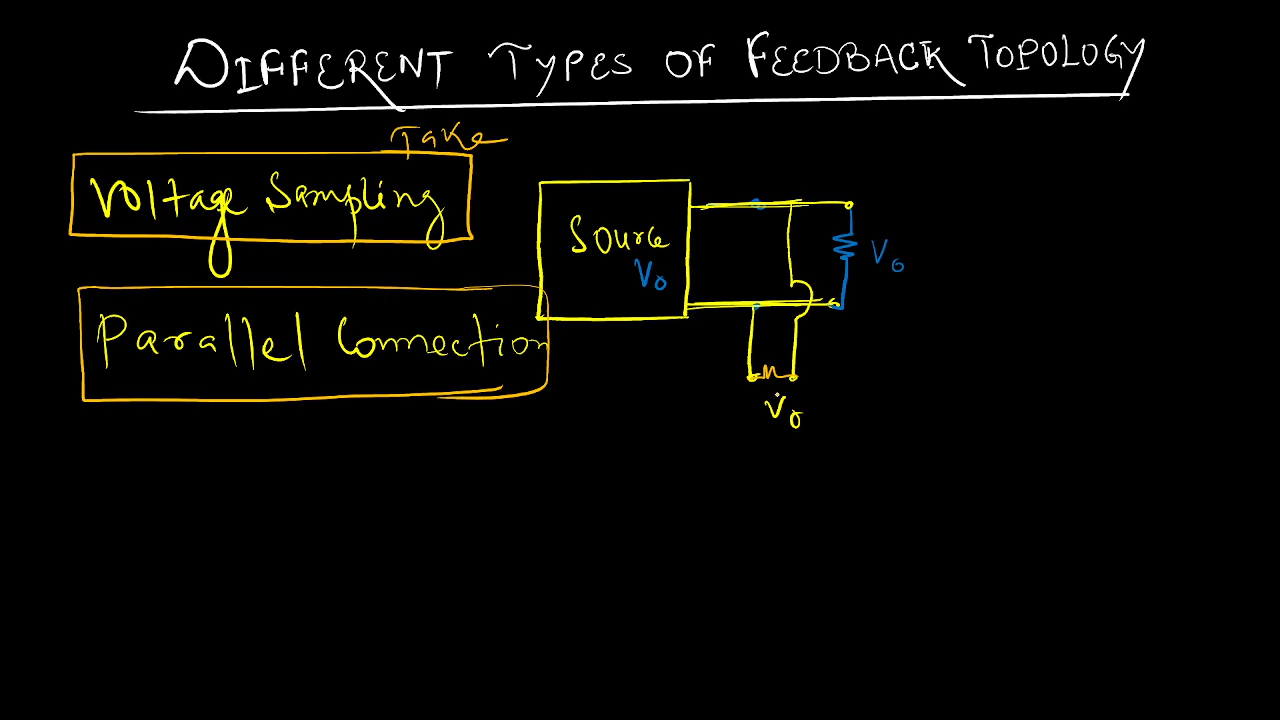 DIFFERENT TYPES OF FEEDBACK TOPOLOGY
Take
Voltage Sampling
Source
Vo
Vo
Parallel Connection
Vo